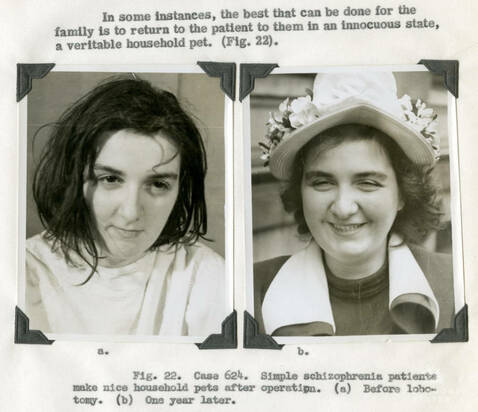 In some instances, the best that can be done for the
family is to return to the patient to them in an innocuous state,
a veritable household pet. (Fig. 22).
a.
b.
Fig. 22. Case 624. Simple schizophrenia patients
make nice household pets after operation. (a) Before lobo-
tomy. (b) One year later.